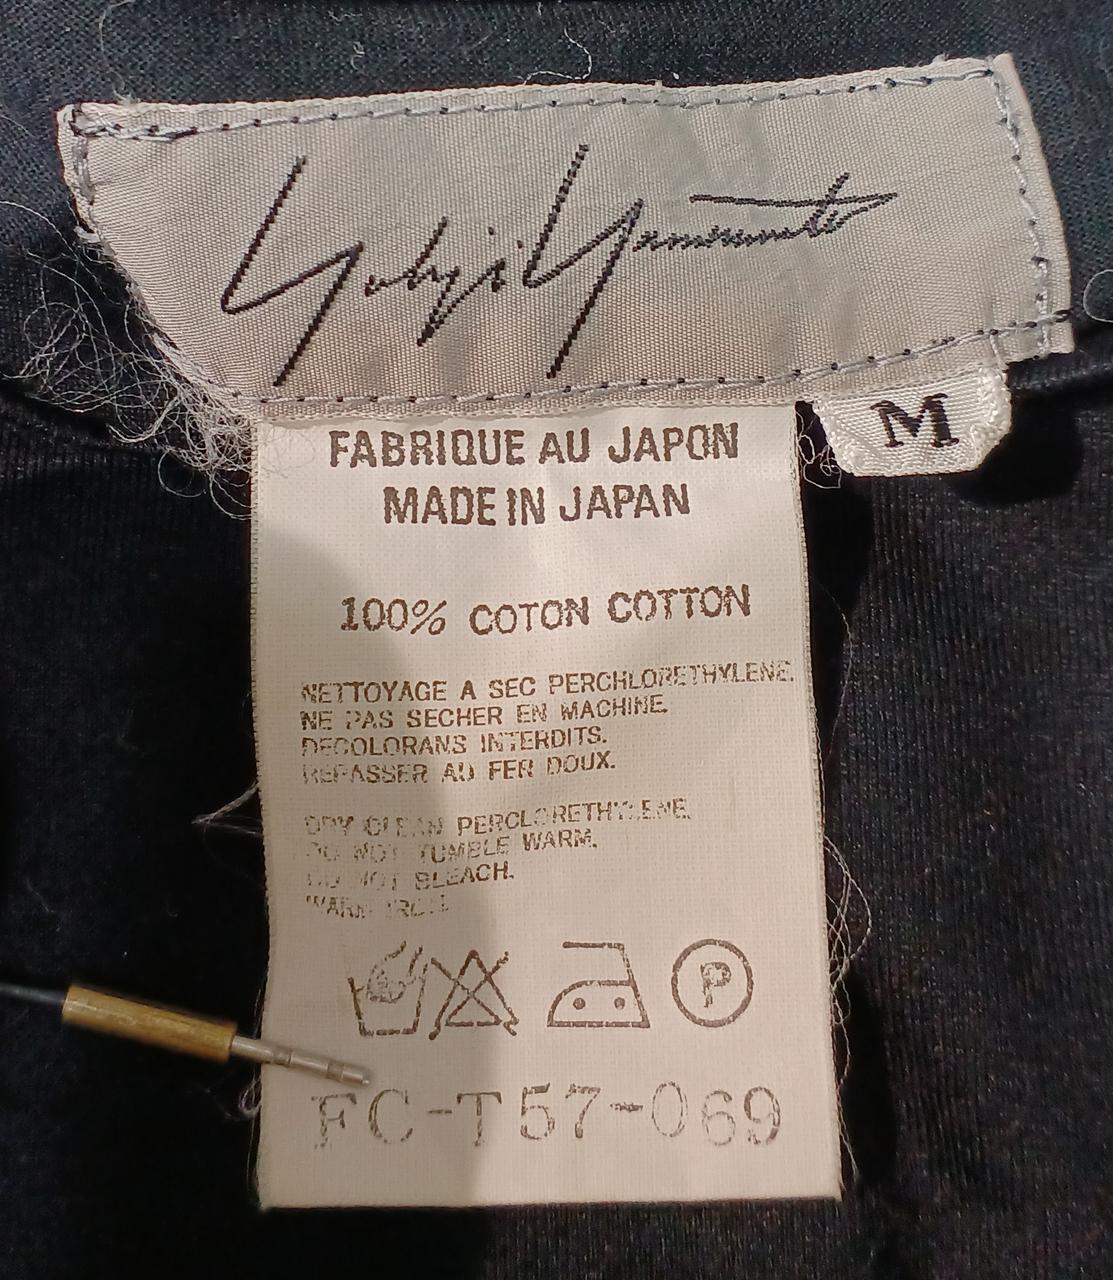 Yohji Yamamoto
M
FABRIQUE AU JAPON
MADE IN JAPAN
100% COTON COTTON
NETTOYAGE A SEC PERCHLORETHYLENE.
NE PAS SECHER EN MACHINE.
DECOLORANS INTERDITS.
REPASSER AU FER DOUX.
DRY CLEAN PERCLORETHYLENE.
DO NOT TUMBLE WARM.
DO NOT BLEACH.
WARM IRON.
P
FC-T57-069